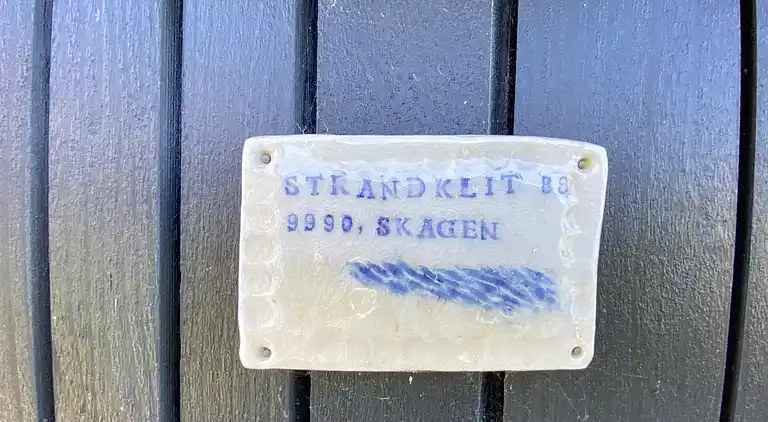 STRANDKLIT 88
9990, SKAGEN